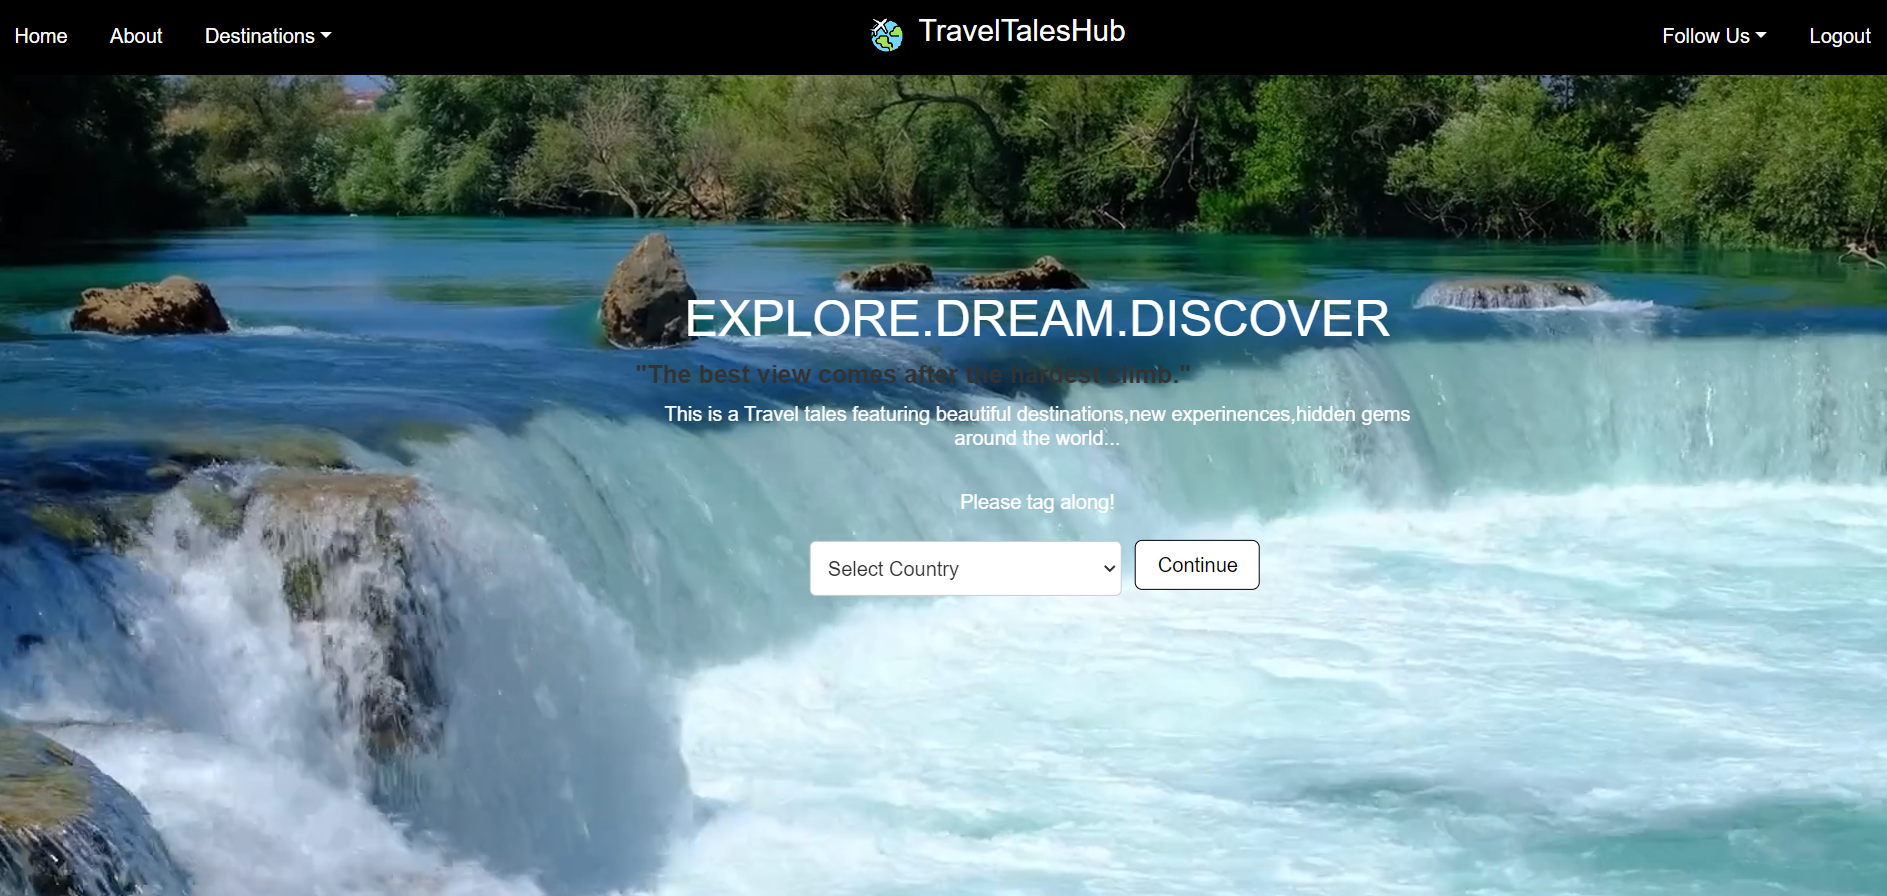 Home About Destinations TravelTalesHub Follow Us Logout
EXPLORE.DREAM.DISCOVER
"The best view comes after the hardest climb."
This is a Travel tales featuring beautiful destinations,new experinences,hidden gems
around the world...
Please tag along!
Select Country Continue